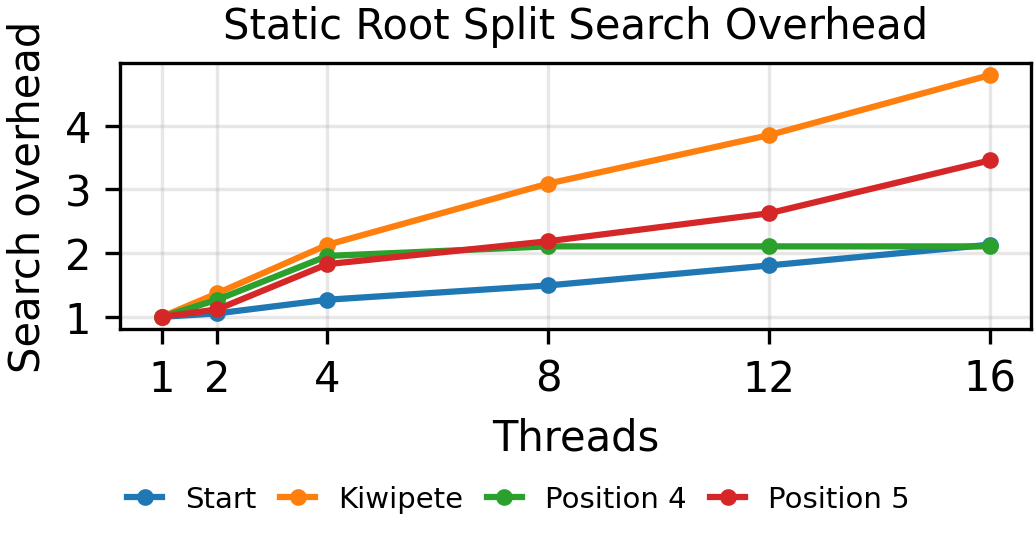 Static Root Split Search Overhead
Search overhead
4
3
2
1
1 2 4 8 12 16
Threads
Start Kiwipete Position 4 Position 5